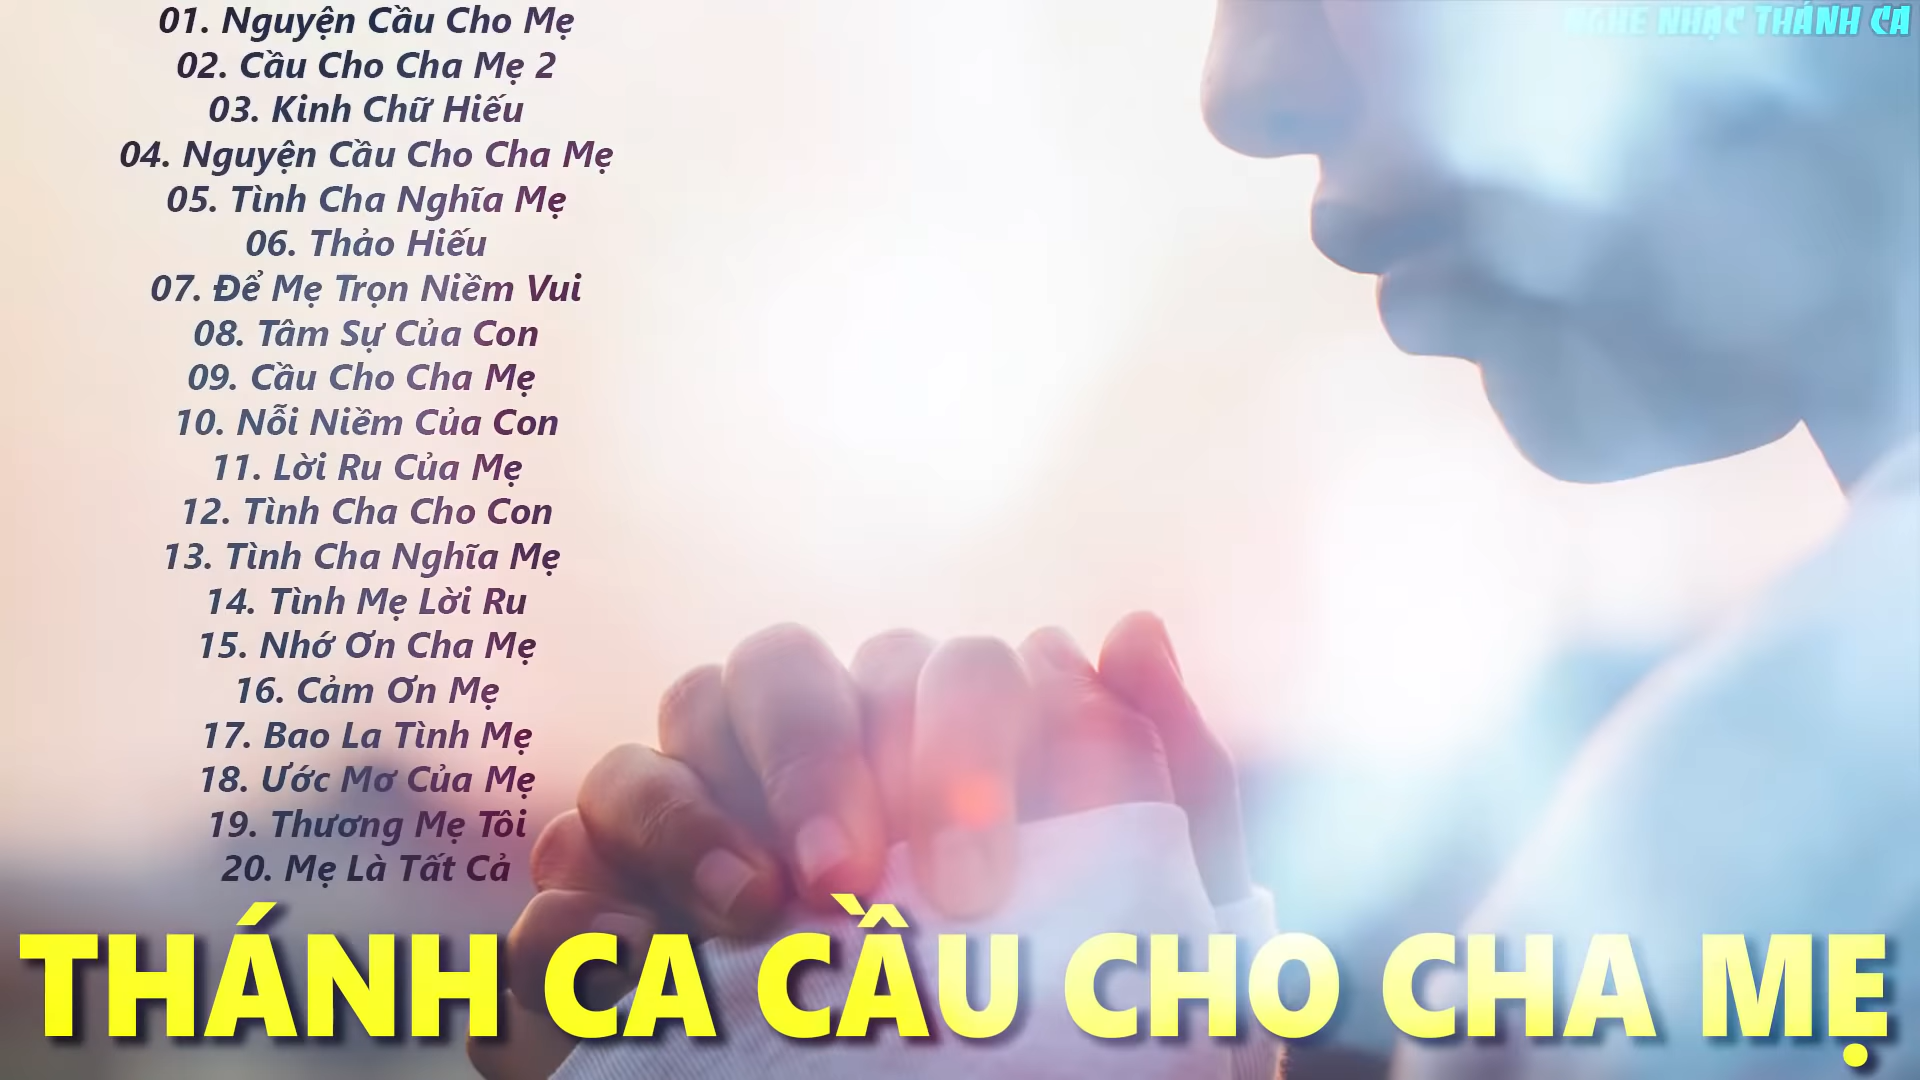 NGHE NHẠC THÁNH CA
01. Nguyện Cầu Cho Mẹ
02. Cầu Cho Cha Mẹ 2
03. Kinh Chữ Hiếu
04. Nguyện Cầu Cho Cha Mẹ
05. Tình Cha Nghĩa Mẹ
06. Thảo Hiếu
07. Để Mẹ Trọn Niềm Vui
08. Tâm Sự Của Con
09. Cầu Cho Cha Mẹ
10. Nỗi Niềm Của Con
11. Lời Ru Của Mẹ
12. Tình Cha Cho Con
13. Tình Cha Nghĩa Mẹ
14. Tình Mẹ Lời Ru
15. Nhớ Ơn Cha Mẹ
16. Cảm Ơn Mẹ
17. Bao La Tình Mẹ
18. Ước Mơ Của Mẹ
19. Thương Mẹ Tôi
20. Mẹ Là Tất Cả
THÁNH CA CẦU CHO CHA MẸ